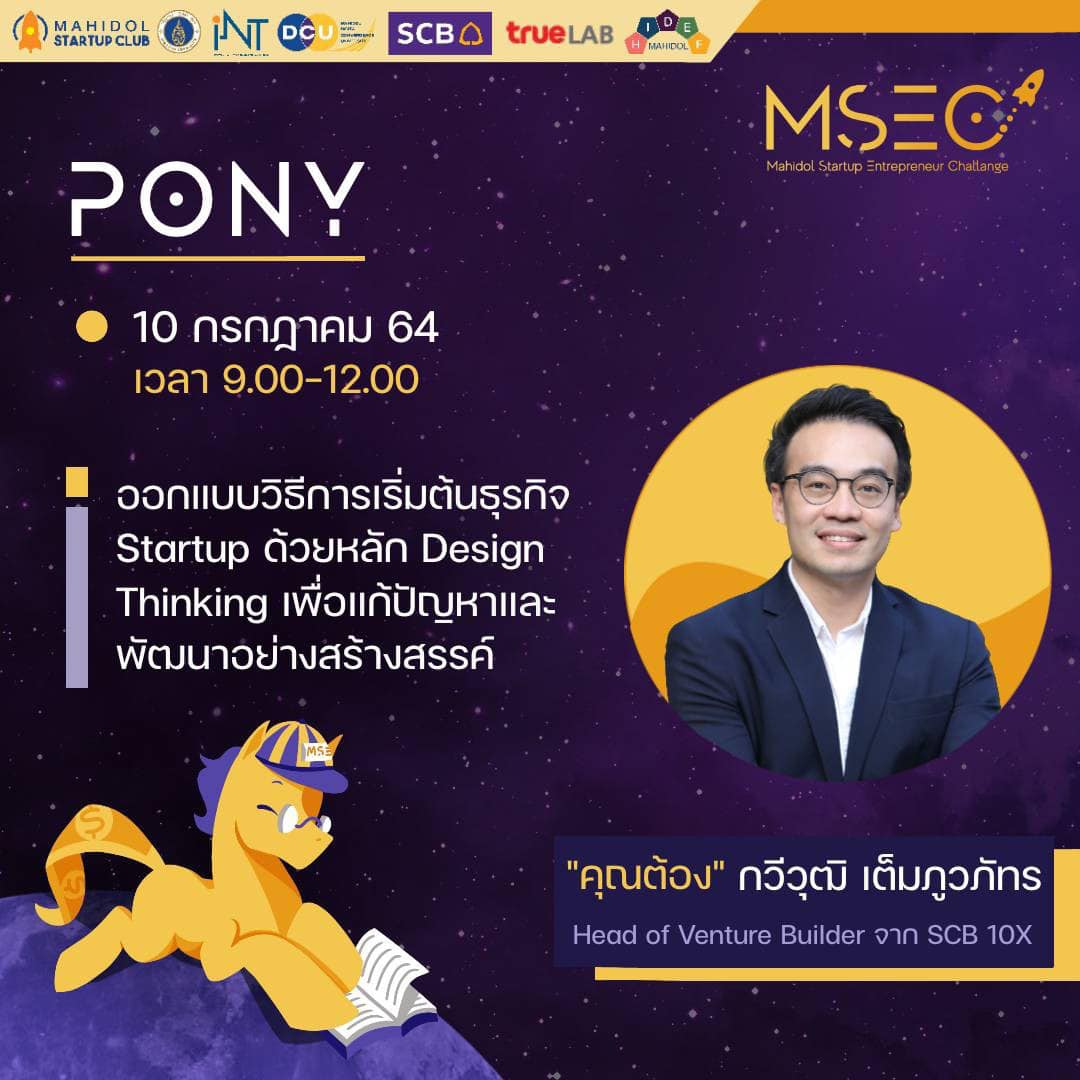 MAHIDOL
STARTUP CLUB
iNT
DCU
SCB
true LAB
HIDEF
MAHIDOL
MSEC
Mahidol Startup Entrepreneur Challange
PONY
10 กรกฎาคม 64
เวลา 9.00-12.00
ออกแบบวิธีการเริ่มต้นธุรกิจ
Startup ด้วยหลัก Design
Thinking เพื่อแก้ปัญหาและ
พัฒนาอย่างสร้างสรรค์
MSE
"คุณต้อง" กวีวุฒิ เต็มภูวภัทร
Head of Venture Builder จาก SCB 10X